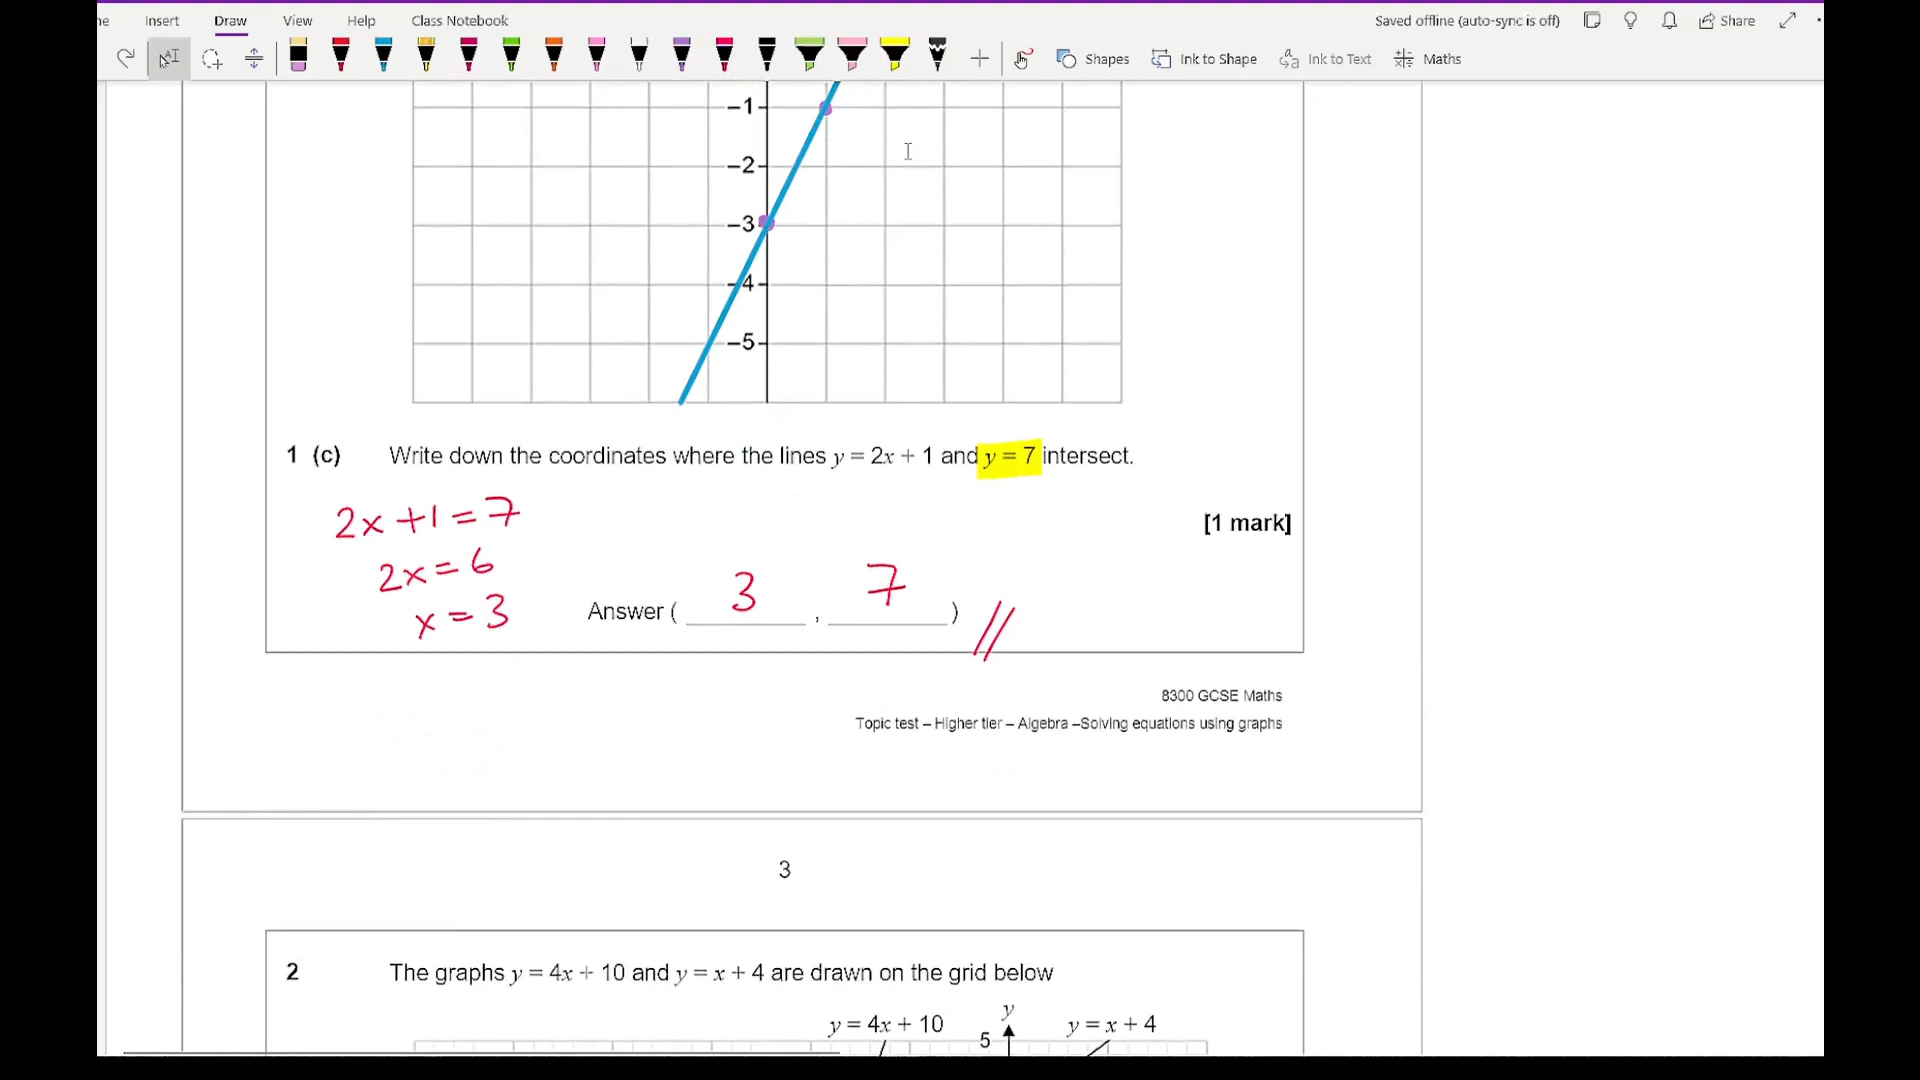 Insert Draw View Help Class Notebook Saved offline (auto-sync is off) Share
Shapes Ink to Shape Ink to Text Maths
−1
−2
−3
−4
−5
1 (c) Write down the coordinates where the lines y = 2x + 1 and y = 7 intersect.
[1 mark]
2x +1 = 7
2x = 6
x = 3
Answer ( 3 , 7 )
8300 GCSE Maths
Topic test – Higher tier – Algebra –Solving equations using graphs
3
2 The graphs y = 4x + 10 and y = x + 4 are drawn on the grid below
y
y = 4x + 10 y = x + 4
5